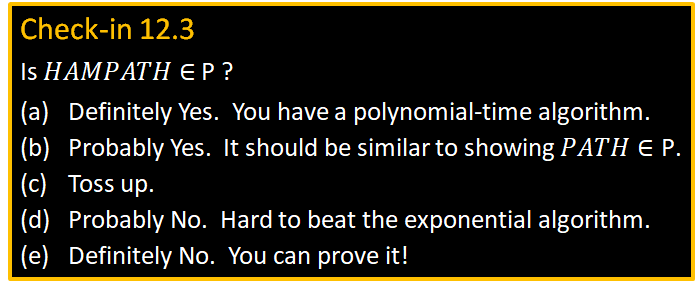 Check-in 12.3
Is HAMPATH ∈ P ?
(a) Definitely Yes. You have a polynomial-time algorithm.
(b) Probably Yes. It should be similar to showing PATH ∈ P.
(c) Toss up.
(d) Probably No. Hard to beat the exponential algorithm.
(e) Definitely No. You can prove it!